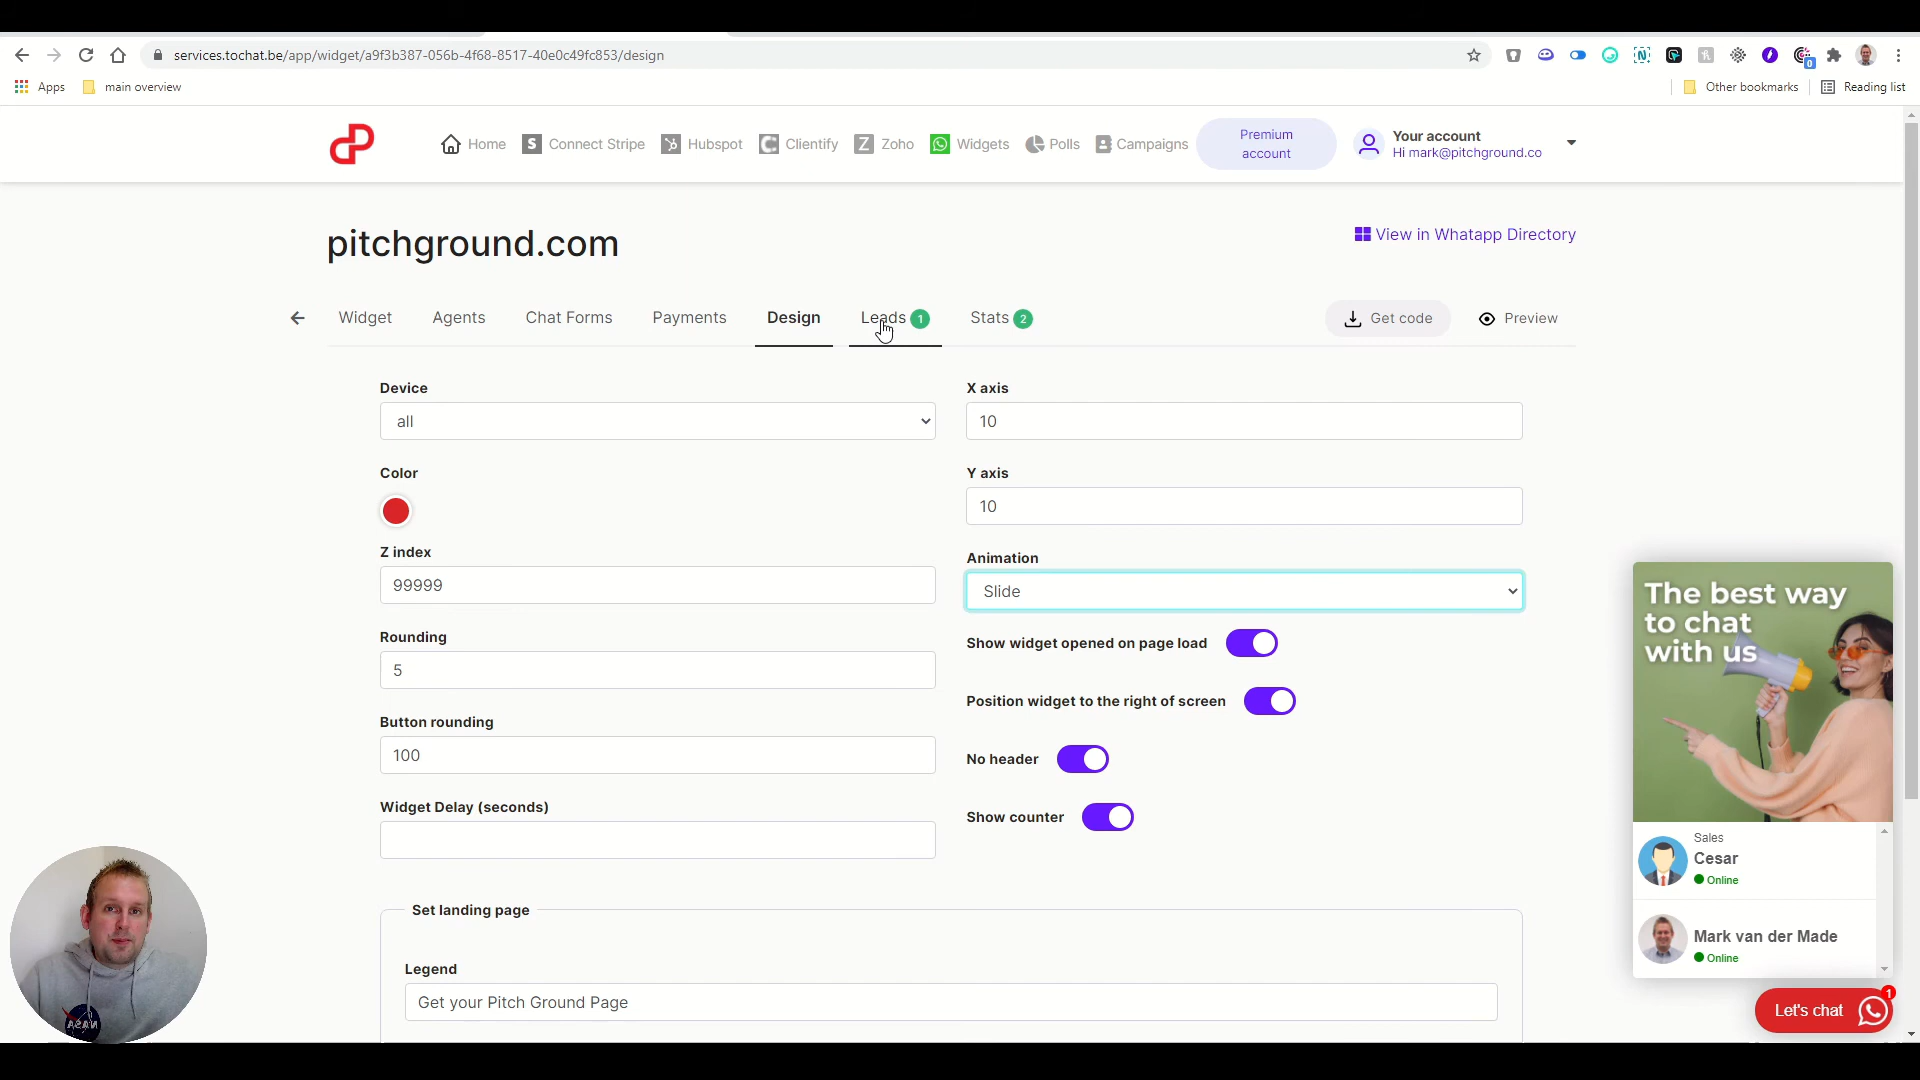 services.tochat.be/app/widget/a9f3b387-056b-4f68-8517-40e0c49fc853/design
0
Apps
main overview
Other bookmarks
Reading list
Home
Connect Stripe
Hubspot
Clientify
Zoho
Widgets
Polls
Campaigns
Premium
account
Your account
Hi mark@pitchground.co
pitchground.com
View in Whatapp Directory
Widget
Agents
Chat Forms
Payments
Design
Leads 1
Stats 2
Get code
Preview
Device
all
Color
Z index
99999
Rounding
5
Button rounding
100
Widget Delay (seconds)
X axis
10
Y axis
10
Animation
Slide
Show widget opened on page load
Position widget to the right of screen
No header
Show counter
Set landing page
Legend
Get your Pitch Ground Page
The best way
to chat
with us
Sales
Cesar
Online
Mark van der Made
Online
Let's chat
1
NASA